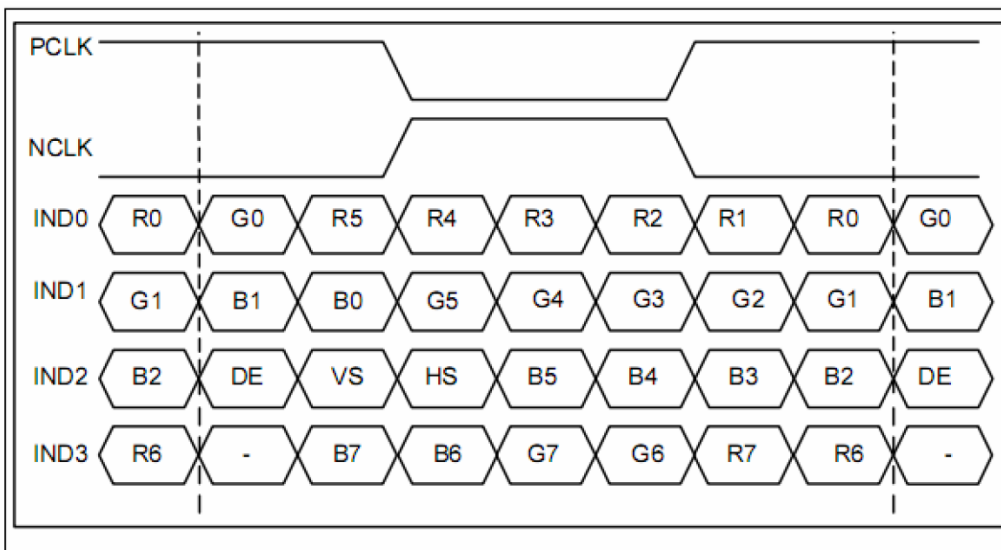 PCLK
NCLK
IND0 R0 G0 R5 R4 R3 R2 R1 R0 G0
IND1 G1 B1 B0 G5 G4 G3 G2 G1 B1
IND2 B2 DE VS HS B5 B4 B3 B2 DE
IND3 R6 - B7 B6 G7 G6 R7 R6 -